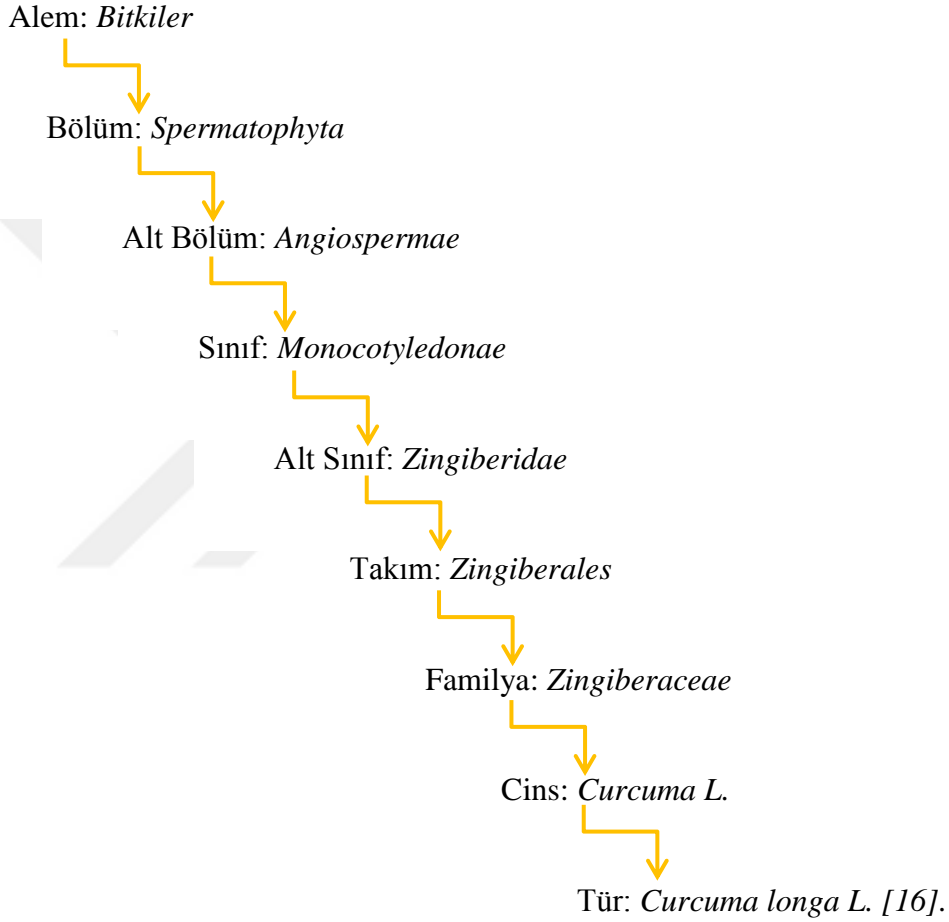 Alem: Bitkiler
Bölüm: Spermatophyta
Alt Bölüm: Angiospermae
Sınıf: Monocotyledonae
Alt Sınıf: Zingiberidae
Takım: Zingiberales
Familya: Zingiberaceae
Cins: Curcuma L.
Tür: Curcuma longa L. [16].